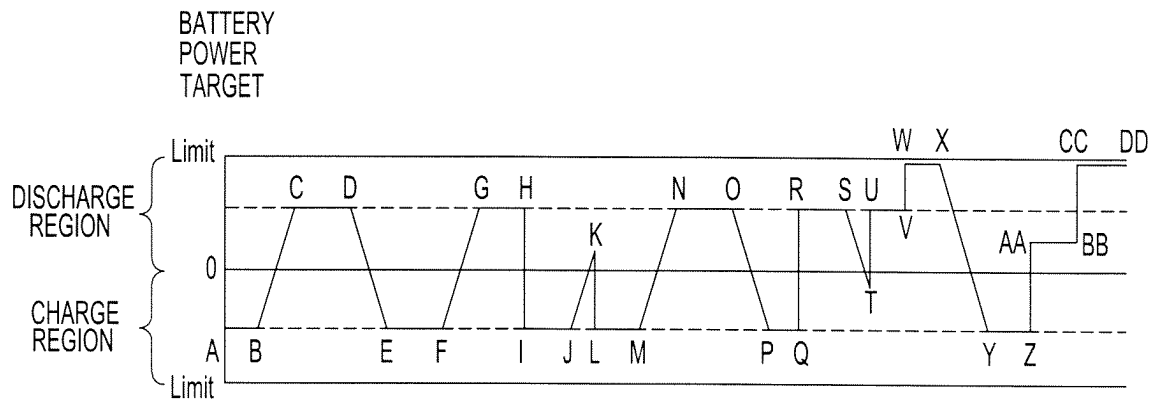 BATTERY
POWER
TARGET
W X CC DD
Limit
C D G H N O R S U
DISCHARGE
REGION
K V AA BB
0
T
CHARGE
REGION
A B E F I J L M P Q Y Z
Limit